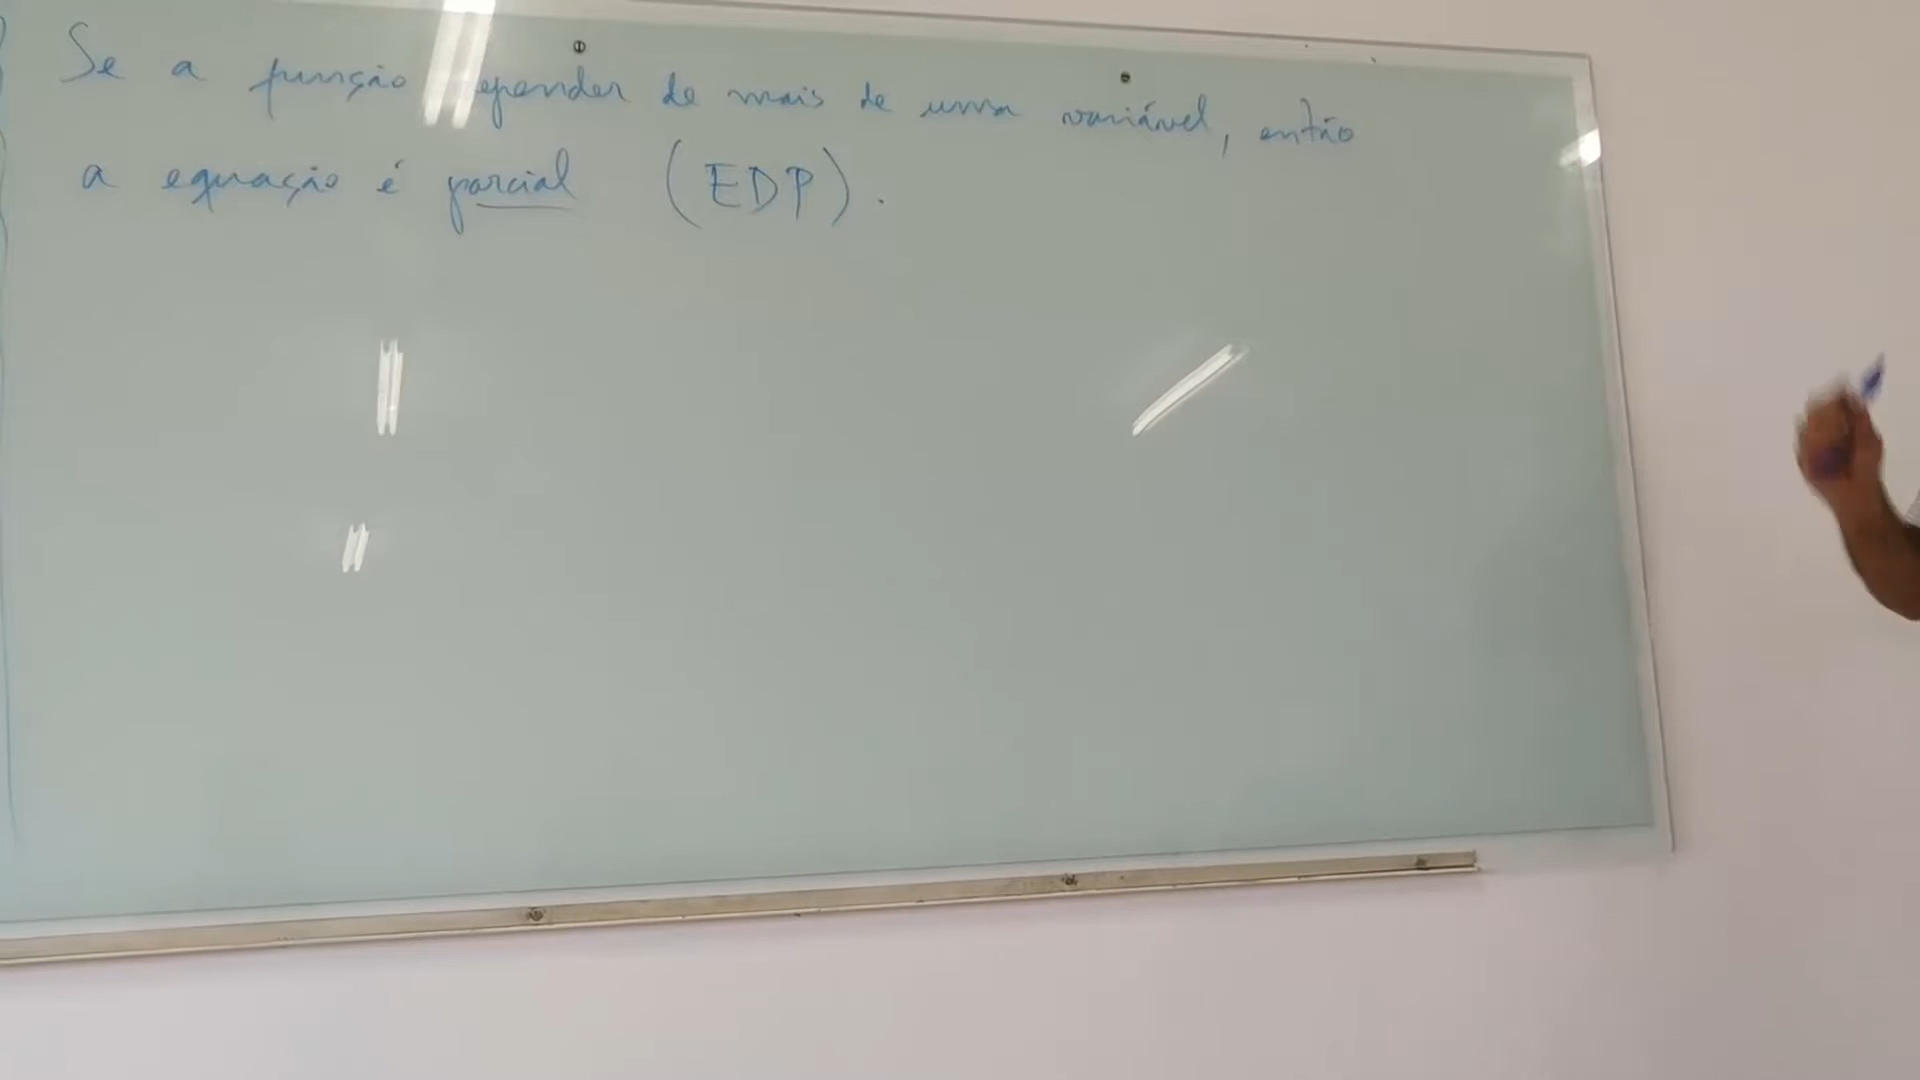 Se a função depender de mais de uma variável, então
a equação é parcial (EDP).